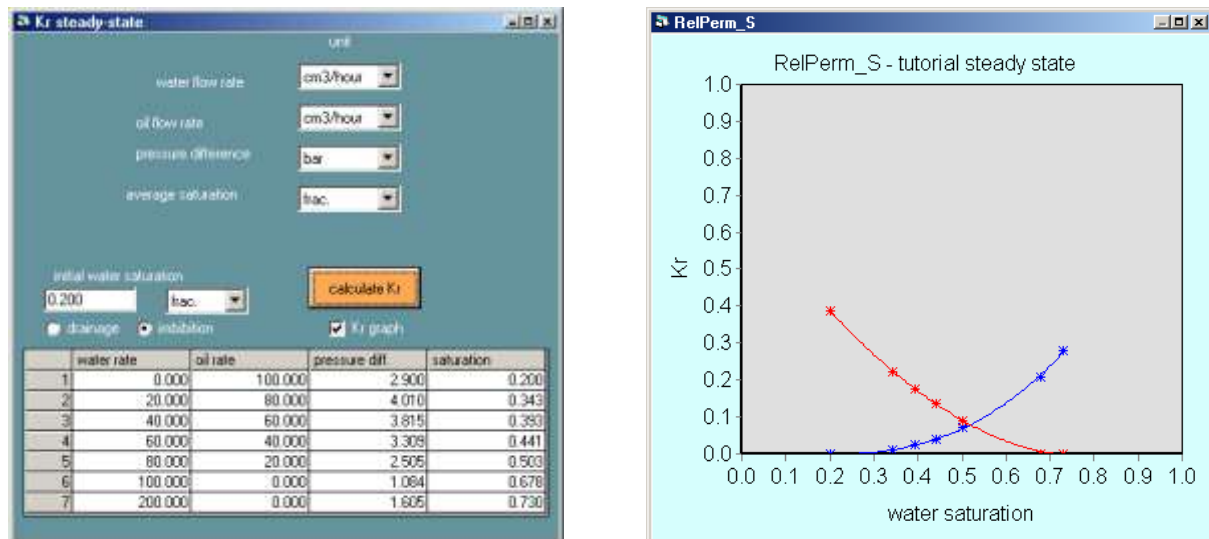 Kr steady-state
unit
water flow rate cm3/hour
oil flow rate cm3/hour
pressure difference bar
average saturation frac.
initial water saturation
0.200 frac.
calculate Kr
drainage imbibition Kr graph
water rate oil rate pressure diff. saturation
1 0.000 100.000 2.900 0.200
2 20.000 80.000 4.010 0.343
3 40.000 60.000 3.815 0.393
4 60.000 40.000 3.309 0.441
5 80.000 20.000 2.505 0.503
6 100.000 0.000 1.084 0.678
7 200.000 0.000 1.605 0.730
RelPerm_S
RelPerm_S - tutorial steady state
1.0
0.9
0.8
0.7
0.6
0.5
0.4
0.3
0.2
0.1
0.0
Kr
0.0 0.1 0.2 0.3 0.4 0.5 0.6 0.7 0.8 0.9 1.0
water saturation